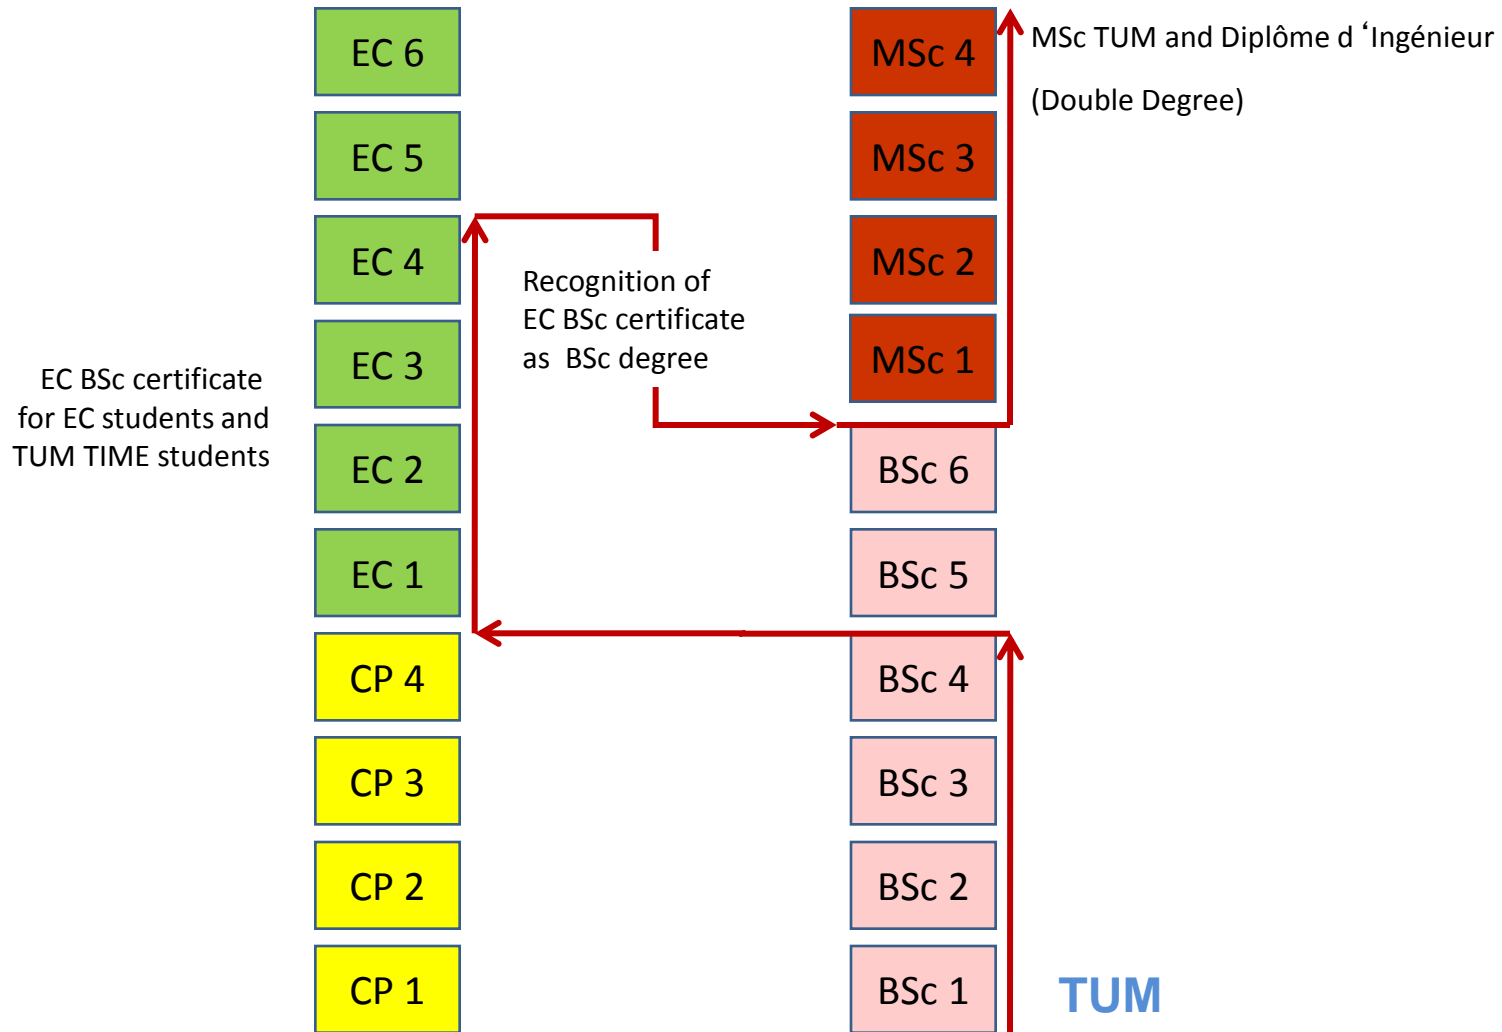 EC 6
EC 5
EC 4
EC 3
EC 2
EC 1
CP 4
CP 3
CP 2
CP 1
EC BSc certificate
for EC students and
TUM TIME students
Recognition of
EC BSc certificate
as BSc degree
MSc 4
MSc 3
MSc 2
MSc 1
BSc 6
BSc 5
BSc 4
BSc 3
BSc 2
BSc 1
MSc TUM and Diplôme d ‘Ingénieur
(Double Degree)
TUM